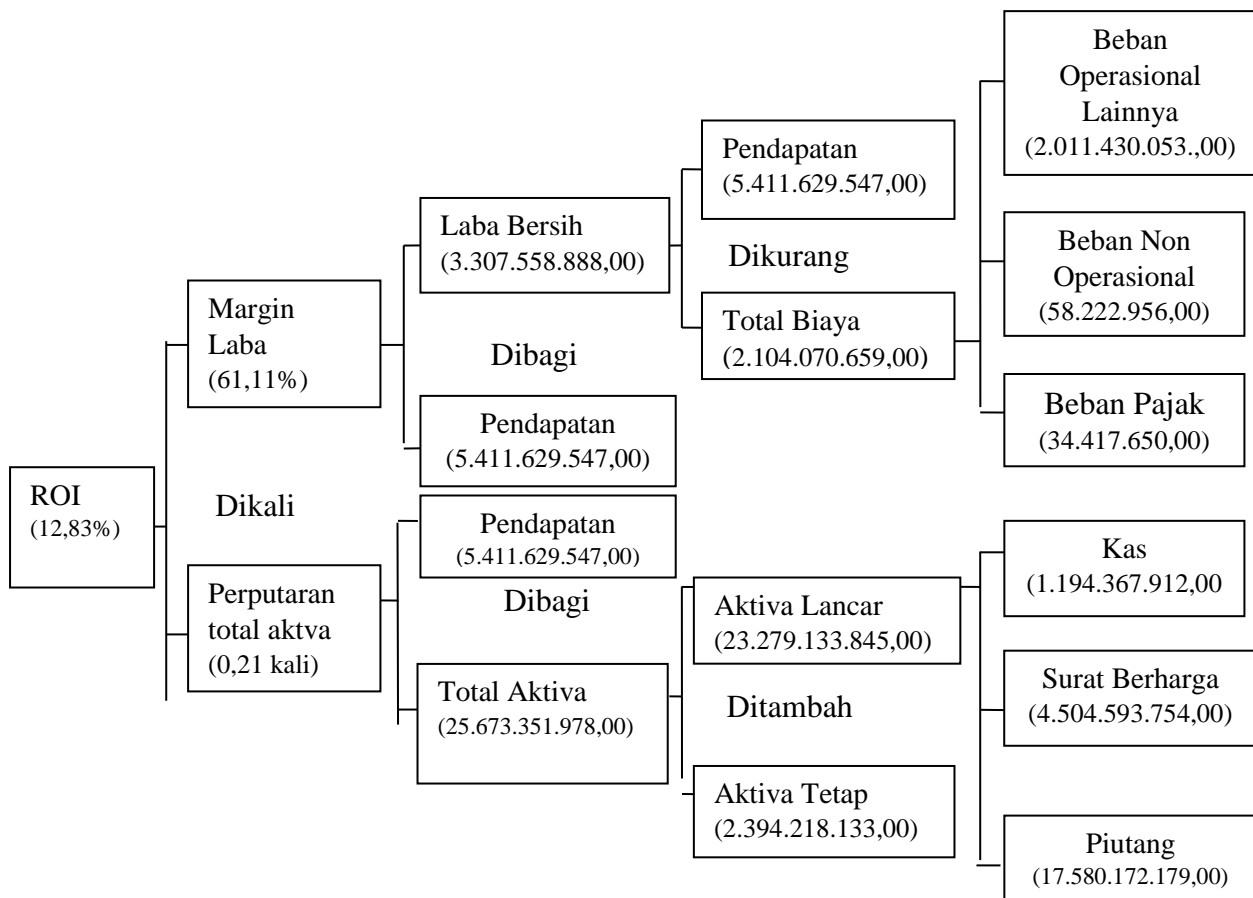 Beban
Operasional
Lainnya
(2.011.430.053.,00)
Pendapatan
(5.411.629.547,00)
Laba Bersih
(3.307.558.888,00)
Dikurang
Beban Non
Operasional
(58.222.956,00)
Margin
Laba
(61,11%)
Dibagi
Total Biaya
(2.104.070.659,00)
Pendapatan
(5.411.629.547,00)
Beban Pajak
(34.417.650,00)
ROI
(12,83%)
Dikali
Pendapatan
(5.411.629.547,00)
Kas
(1.194.367.912,00
Perputaran
total aktva
(0,21 kali)
Dibagi
Aktiva Lancar
(23.279.133.845,00)
Total Aktiva
(25.673.351.978,00)
Ditambah
Surat Berharga
(4.504.593.754,00)
Aktiva Tetap
(2.394.218.133,00)
Piutang
(17.580.172.179,00)